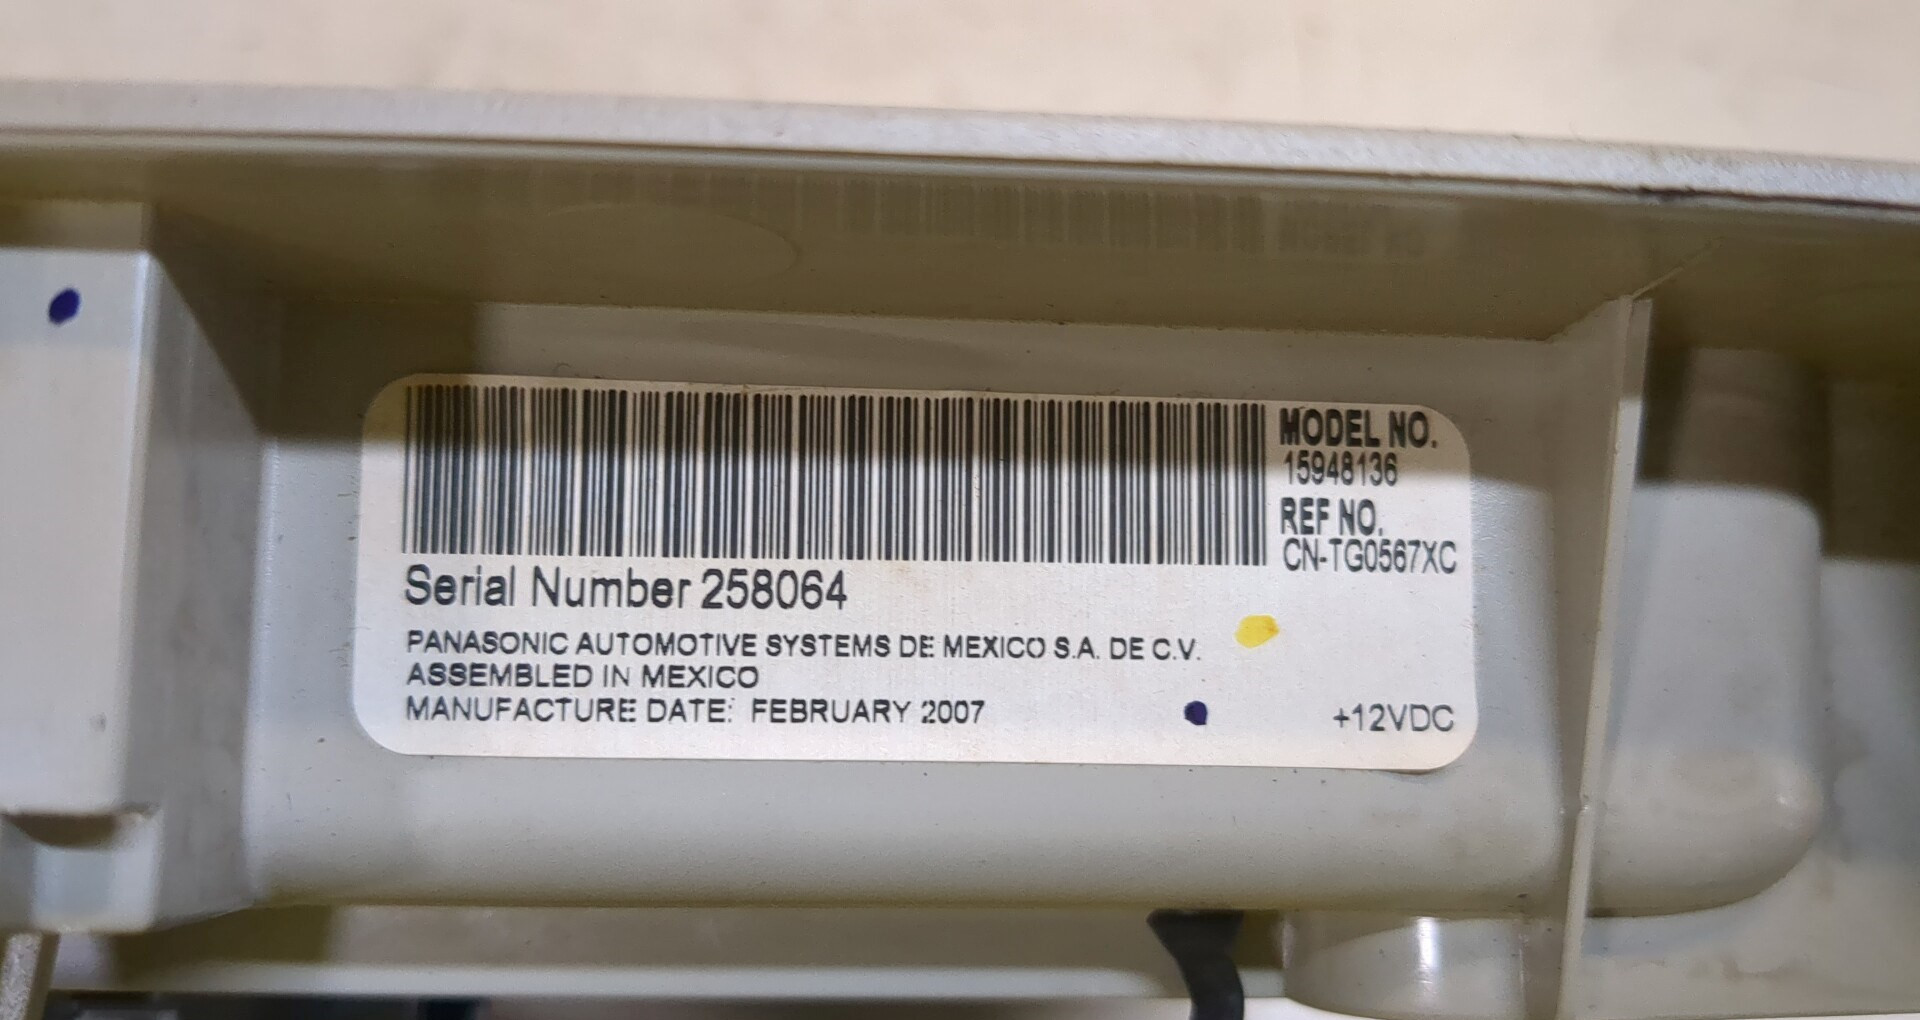 MODEL NO.
15948136
REF NO.
CN-TG0567XC
Serial Number 258064
PANASONIC AUTOMOTIVE SYSTEMS DE MEXICO S.A. DE C.V.
ASSEMBLED IN MEXICO
MANUFACTURE DATE: FEBRUARY 2007
+12VDC